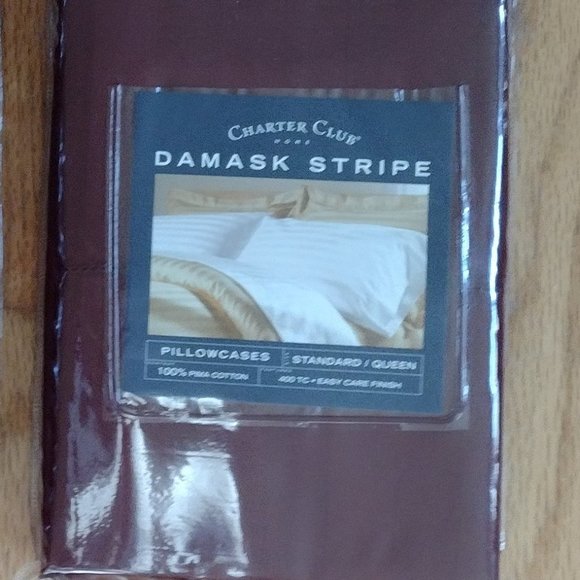 CHARTER CLUB®
HOME
DAMASK STRIPE
PILLOWCASES
STANDARD / QUEEN
100% PIMA COTTON
400 TC • EASY CARE FINISH